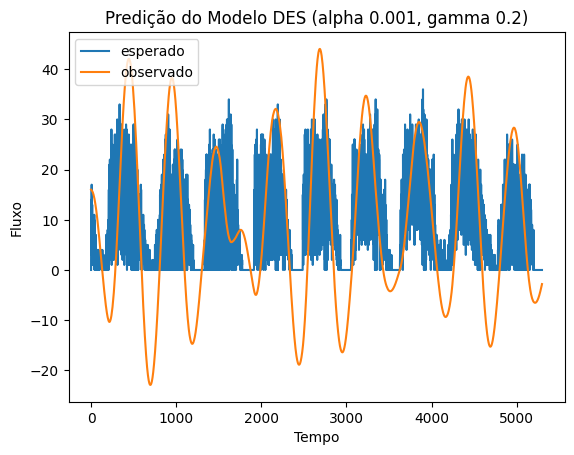 Predição do Modelo DES (alpha 0.001, gamma 0.2)
esperado
observado
Fluxo
40
30
20
10
0
−10
−20
0 1000 2000 3000 4000 5000
Tempo